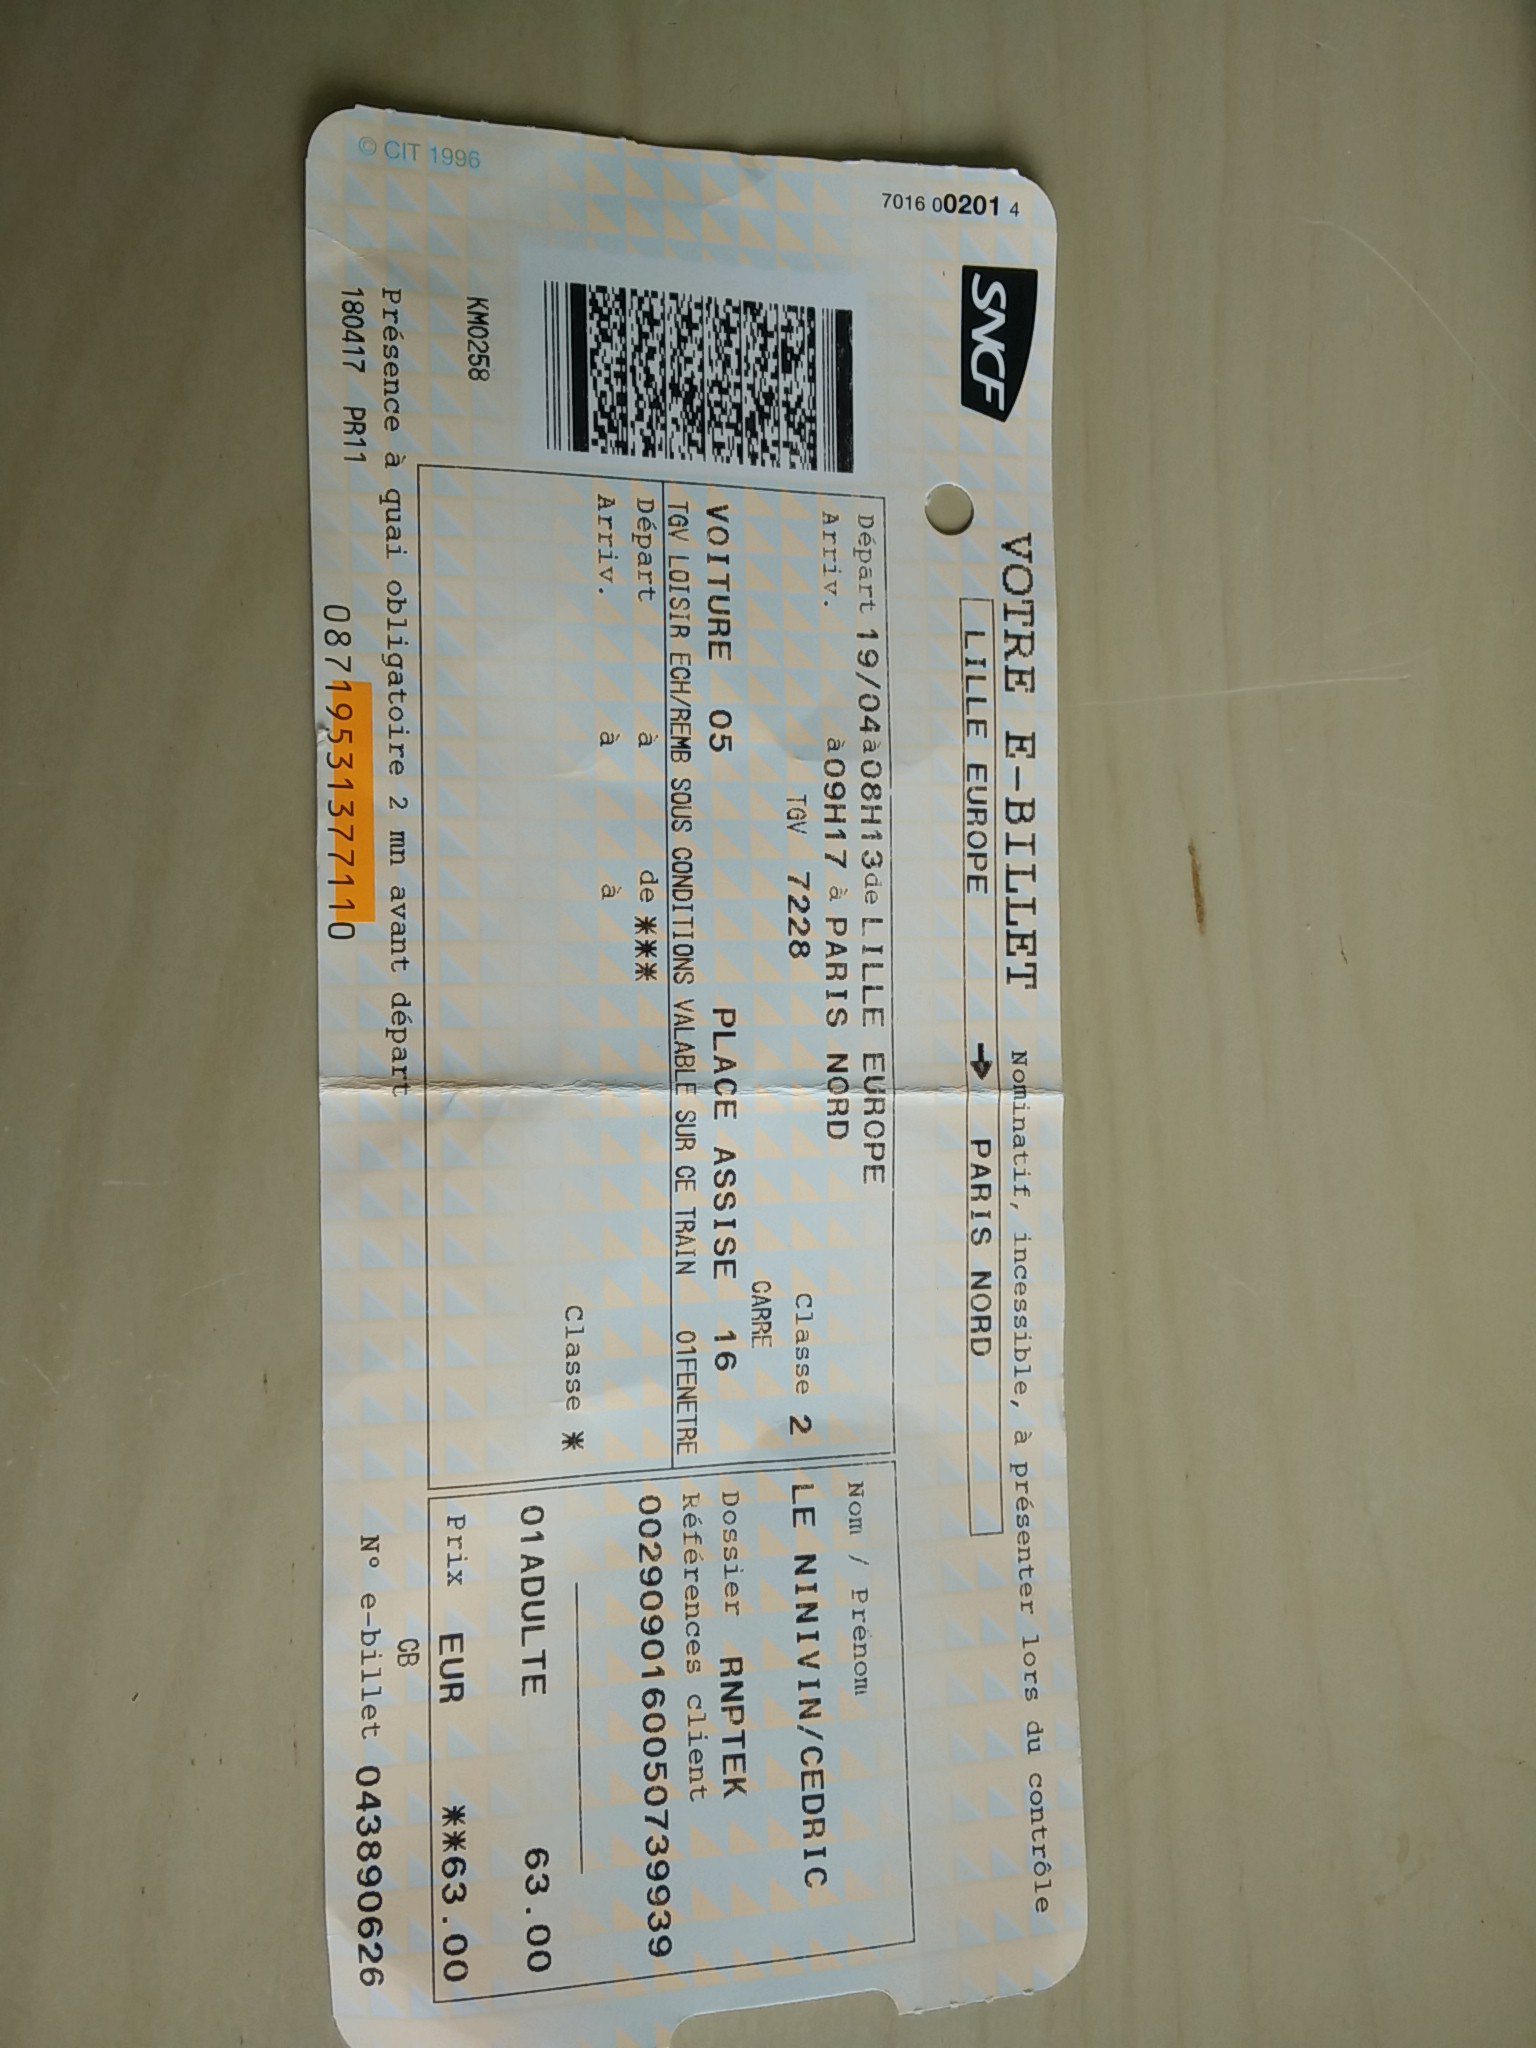 7016 00201 4
SNCF
VOTRE E-BILLET Nominatif, incessible, à présenter lors du contrôle
LILLE EUROPE → PARIS NORD
Départ 19/04 à 08H13 de LILLE EUROPE
Arriv. à 09H17 à PARIS NORD
TGV 7228 Classe 2
CARRE
VOITURE 05 PLACE ASSISE 16
TGV LOISIR ECH/REMB SOUS CONDITIONS VALABLE SUR CE TRAIN 01FENETRE
Départ à de ***
Arriv. à à
Classe *
Nom / Prénom
LE NINIVIN/CEDRIC
Dossier RNPTEK
Références client
0029090160050739939
01ADULTE 63.00
Prix EUR **63.00
CB
KM0258
Présence à quai obligatoire 2 mn avant départ
180417 PR11
N° e-billet 043890626
08719531377110
© CIT 1996